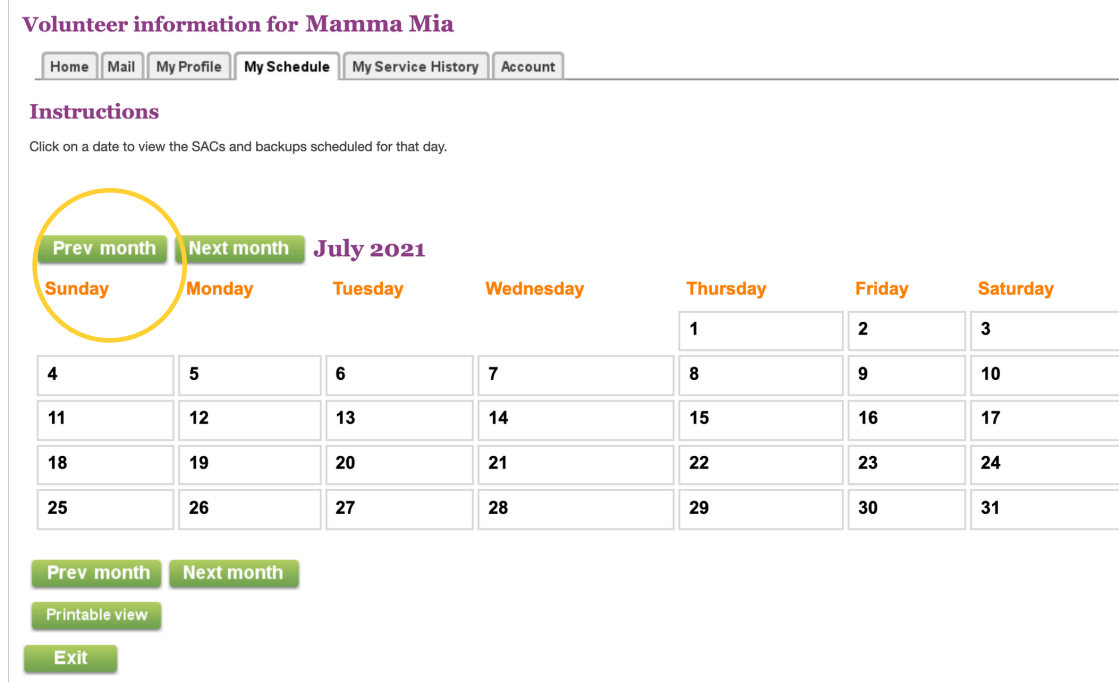 Volunteer information for Mamma Mia
Home Mail My Profile My Schedule My Service History Account
Instructions
Click on a date to view the SACs and backups scheduled for that day.
Prev month Next month July 2021
Sunday Monday Tuesday Wednesday Thursday Friday Saturday
1 2 3
4 5 6 7 8 9 10
11 12 13 14 15 16 17
18 19 20 21 22 23 24
25 26 27 28 29 30 31
Prev month Next month
Printable view
Exit